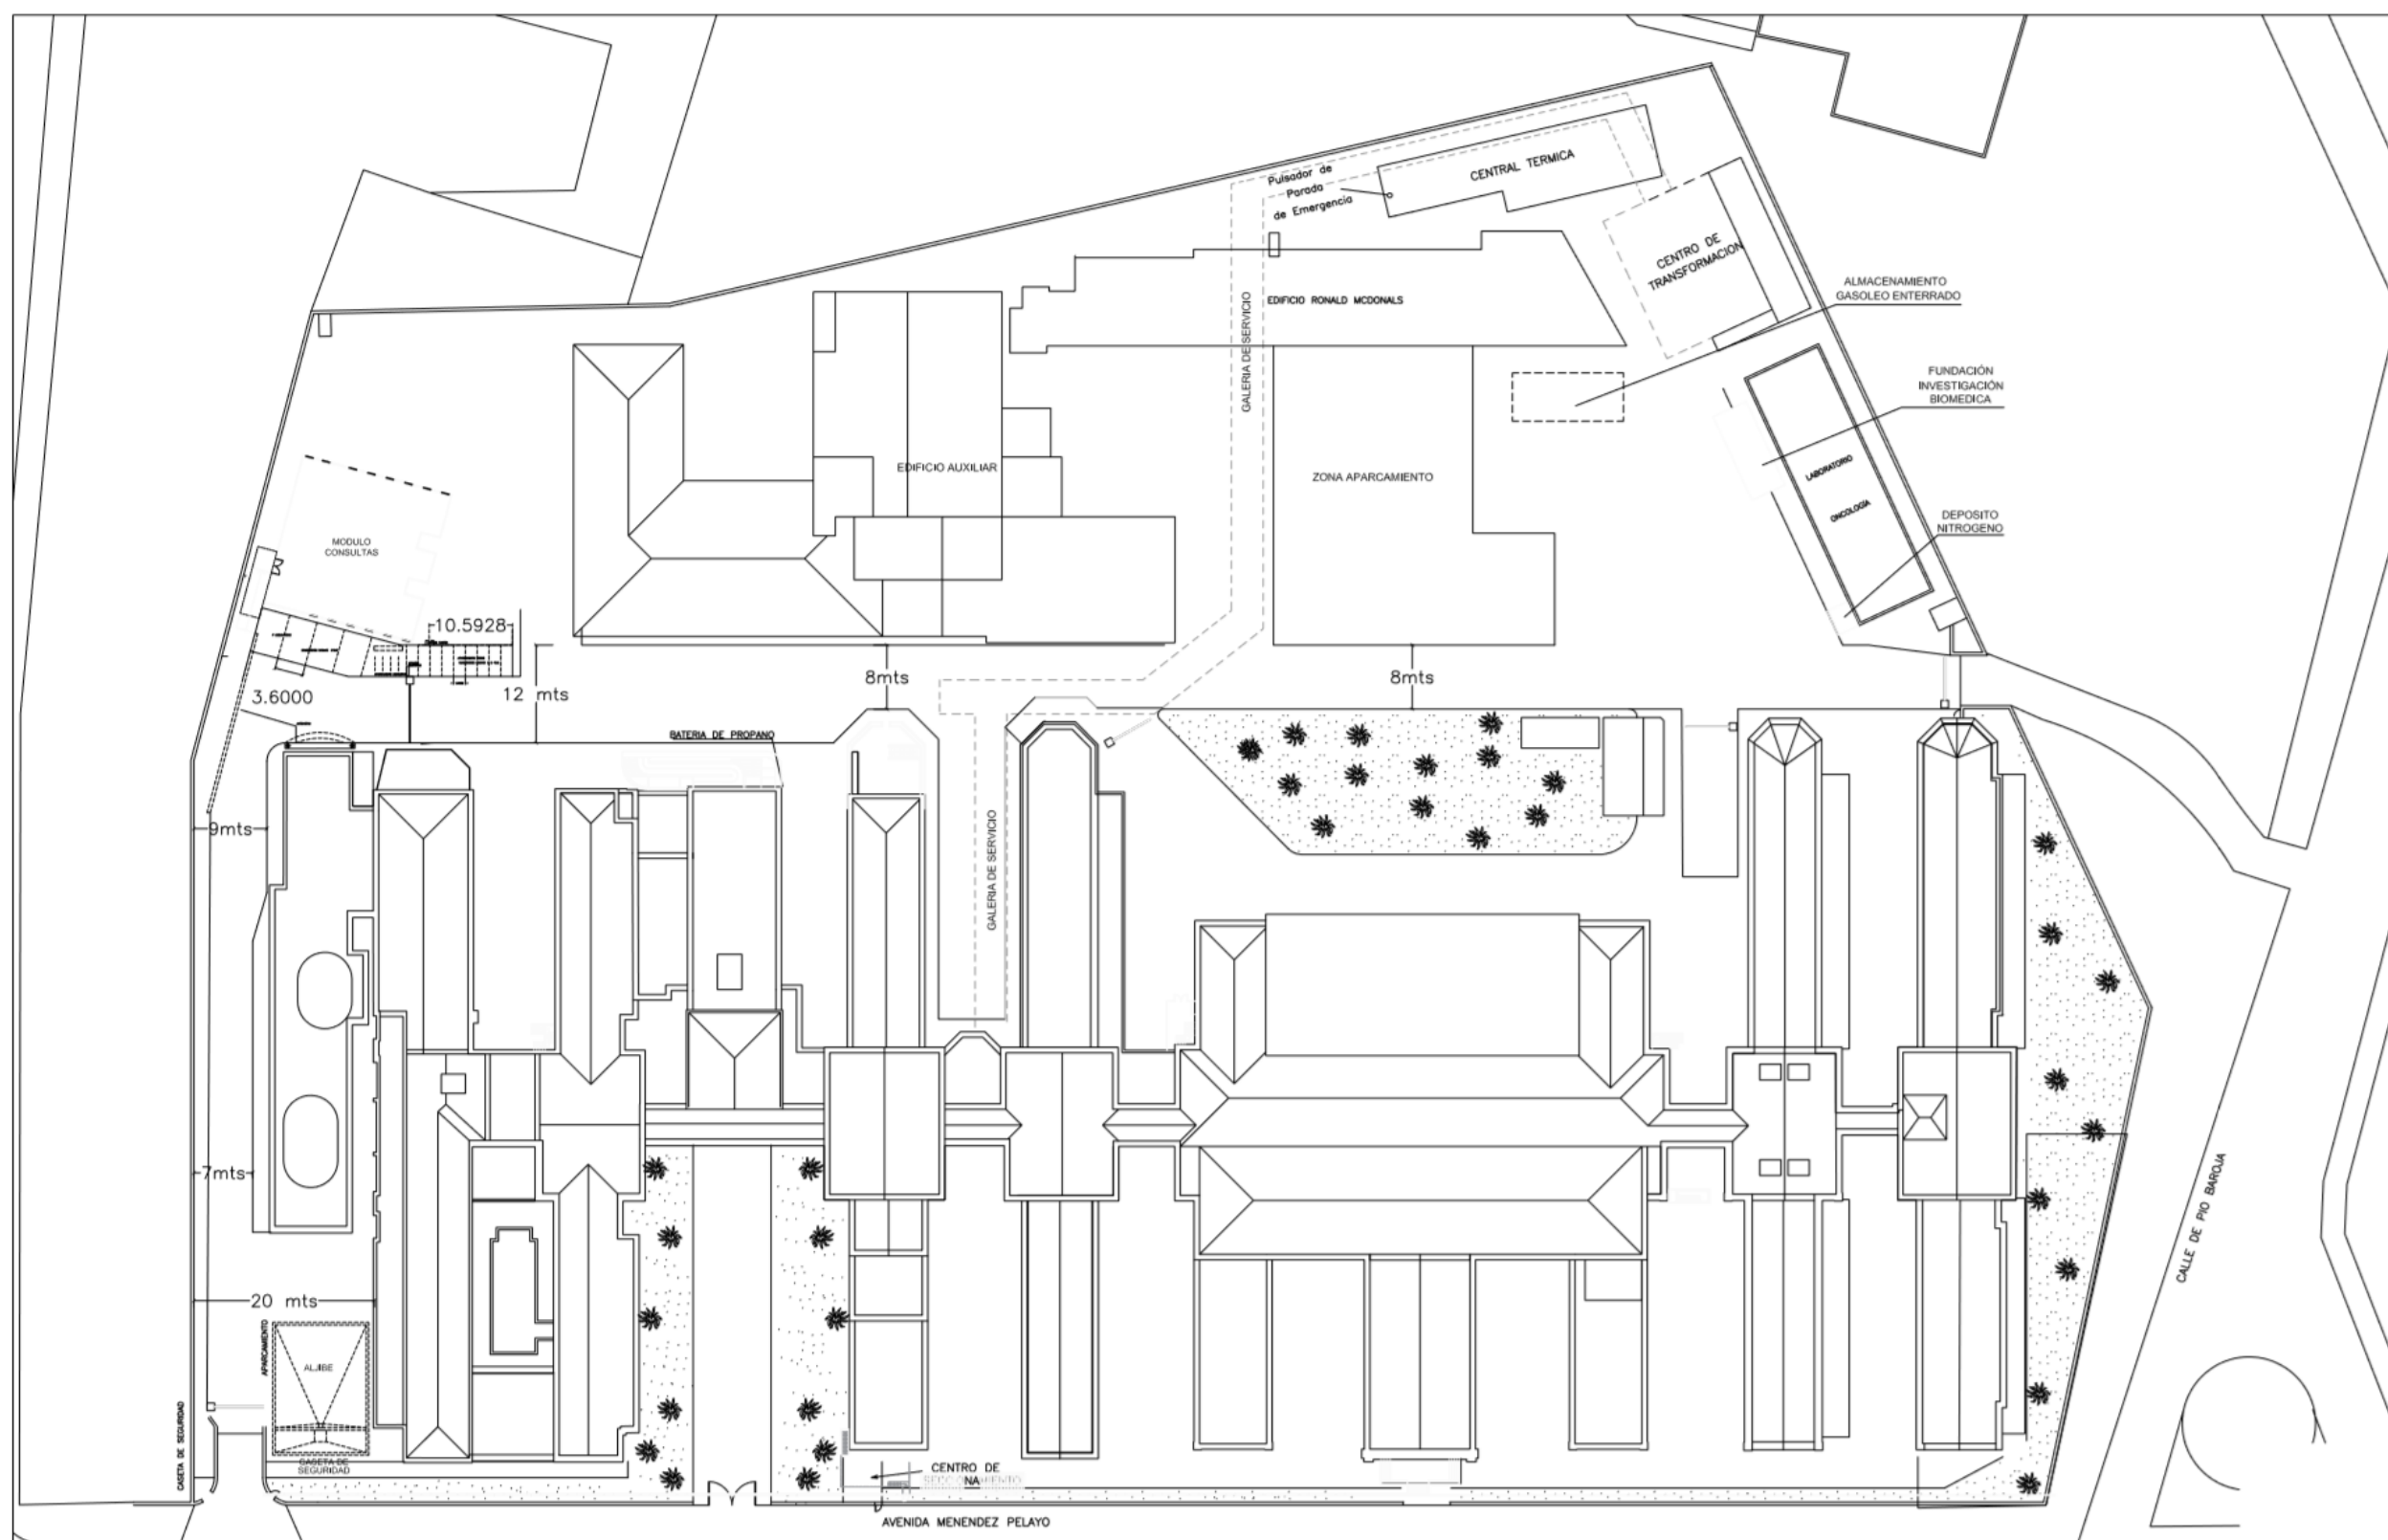 CENTRAL TERMICA
Pulsador de
Parada
de Emergencia
CENTRO DE
TRANSFORMACION
ALMACENAMIENTO
GASOLEO ENTERRADO
EDIFICIO RONALD MCDONALS
GALERIA DE SERVICIO
FUNDACIÓN
INVESTIGACIÓN
BIOMEDICA
EDIFICIO AUXILIAR
ZONA APARCAMIENTO
LABORATORIO
ONCOLOGÍA
DEPOSITO
NITROGENO
MODULO
CONSULTAS
10.5928
3.6000
12 mts
8mts
8mts
BATERIA DE PROPANO
9mts
GALERIA DE SERVICIO
7mts
CALLE DE PIO BAROJA
20 mts
APARCAMIENTO
ALJIBE
CASETA DE SEGURIDAD
CASETA DE
SEGURIDAD
CENTRO DE
NA
AVENIDA MENENDEZ PELAYO